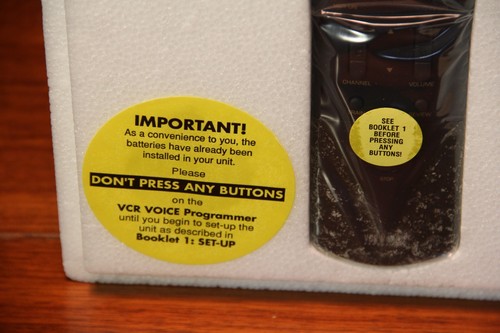 IMPORTANT!
As a convenience to you, the
batteries have already been
installed in your unit.
Please
DON'T PRESS ANY BUTTONS
on the
VCR VOICE Programmer
until you begin to set-up the
unit as described in
Booklet 1: SET-UP
CHANNEL
VOLUME
SEE
BOOKLET 1
BEFORE
PRESSING
ANY
BUTTONS!